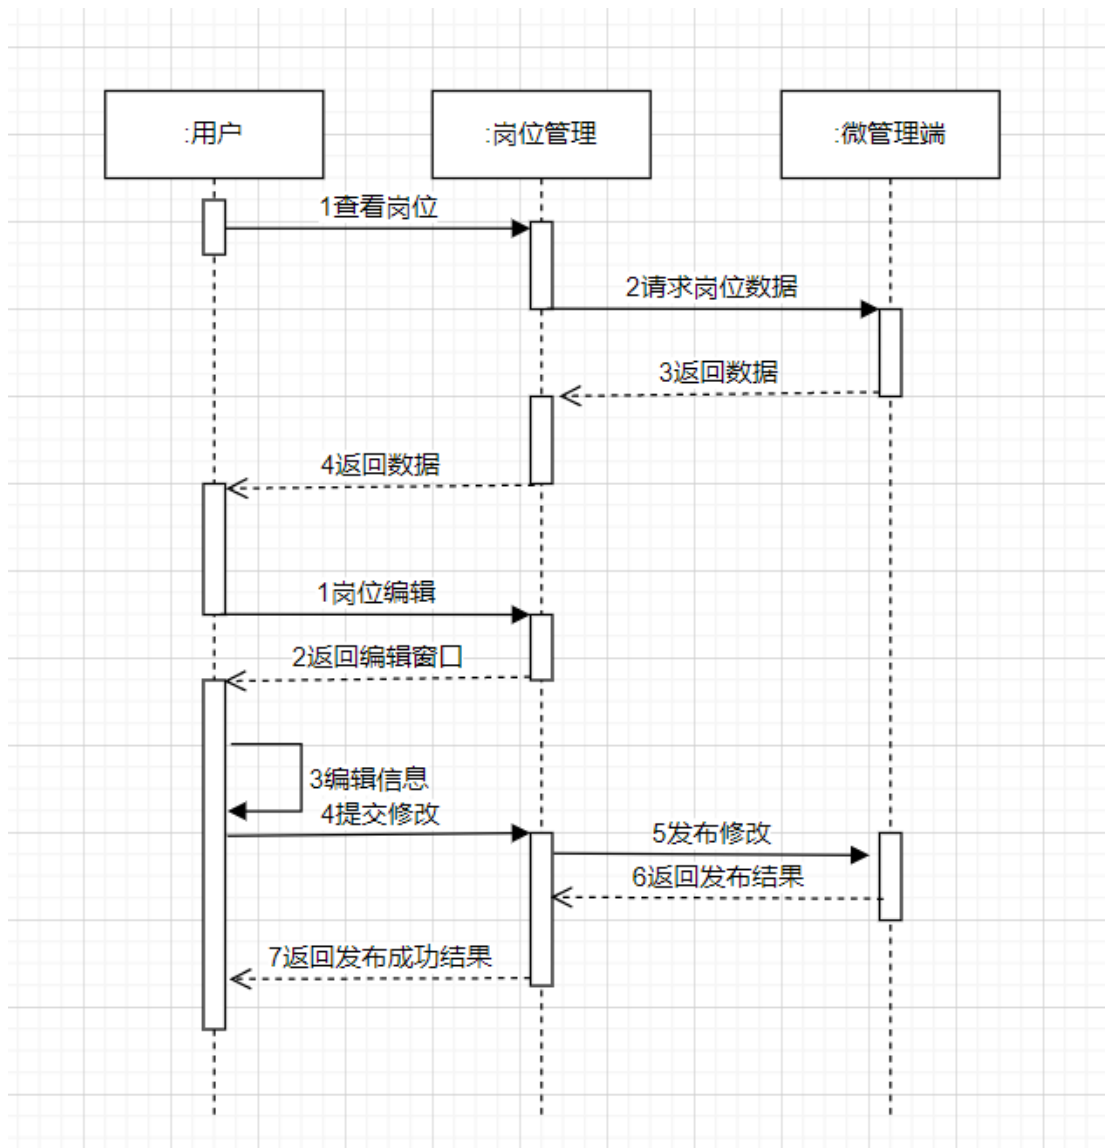 :用户
:岗位管理
:微管理端
1查看岗位
2请求岗位数据
3返回数据
4返回数据
1岗位编辑
2返回编辑窗口
3编辑信息
4提交修改
5发布修改
6返回发布结果
7返回发布成功结果